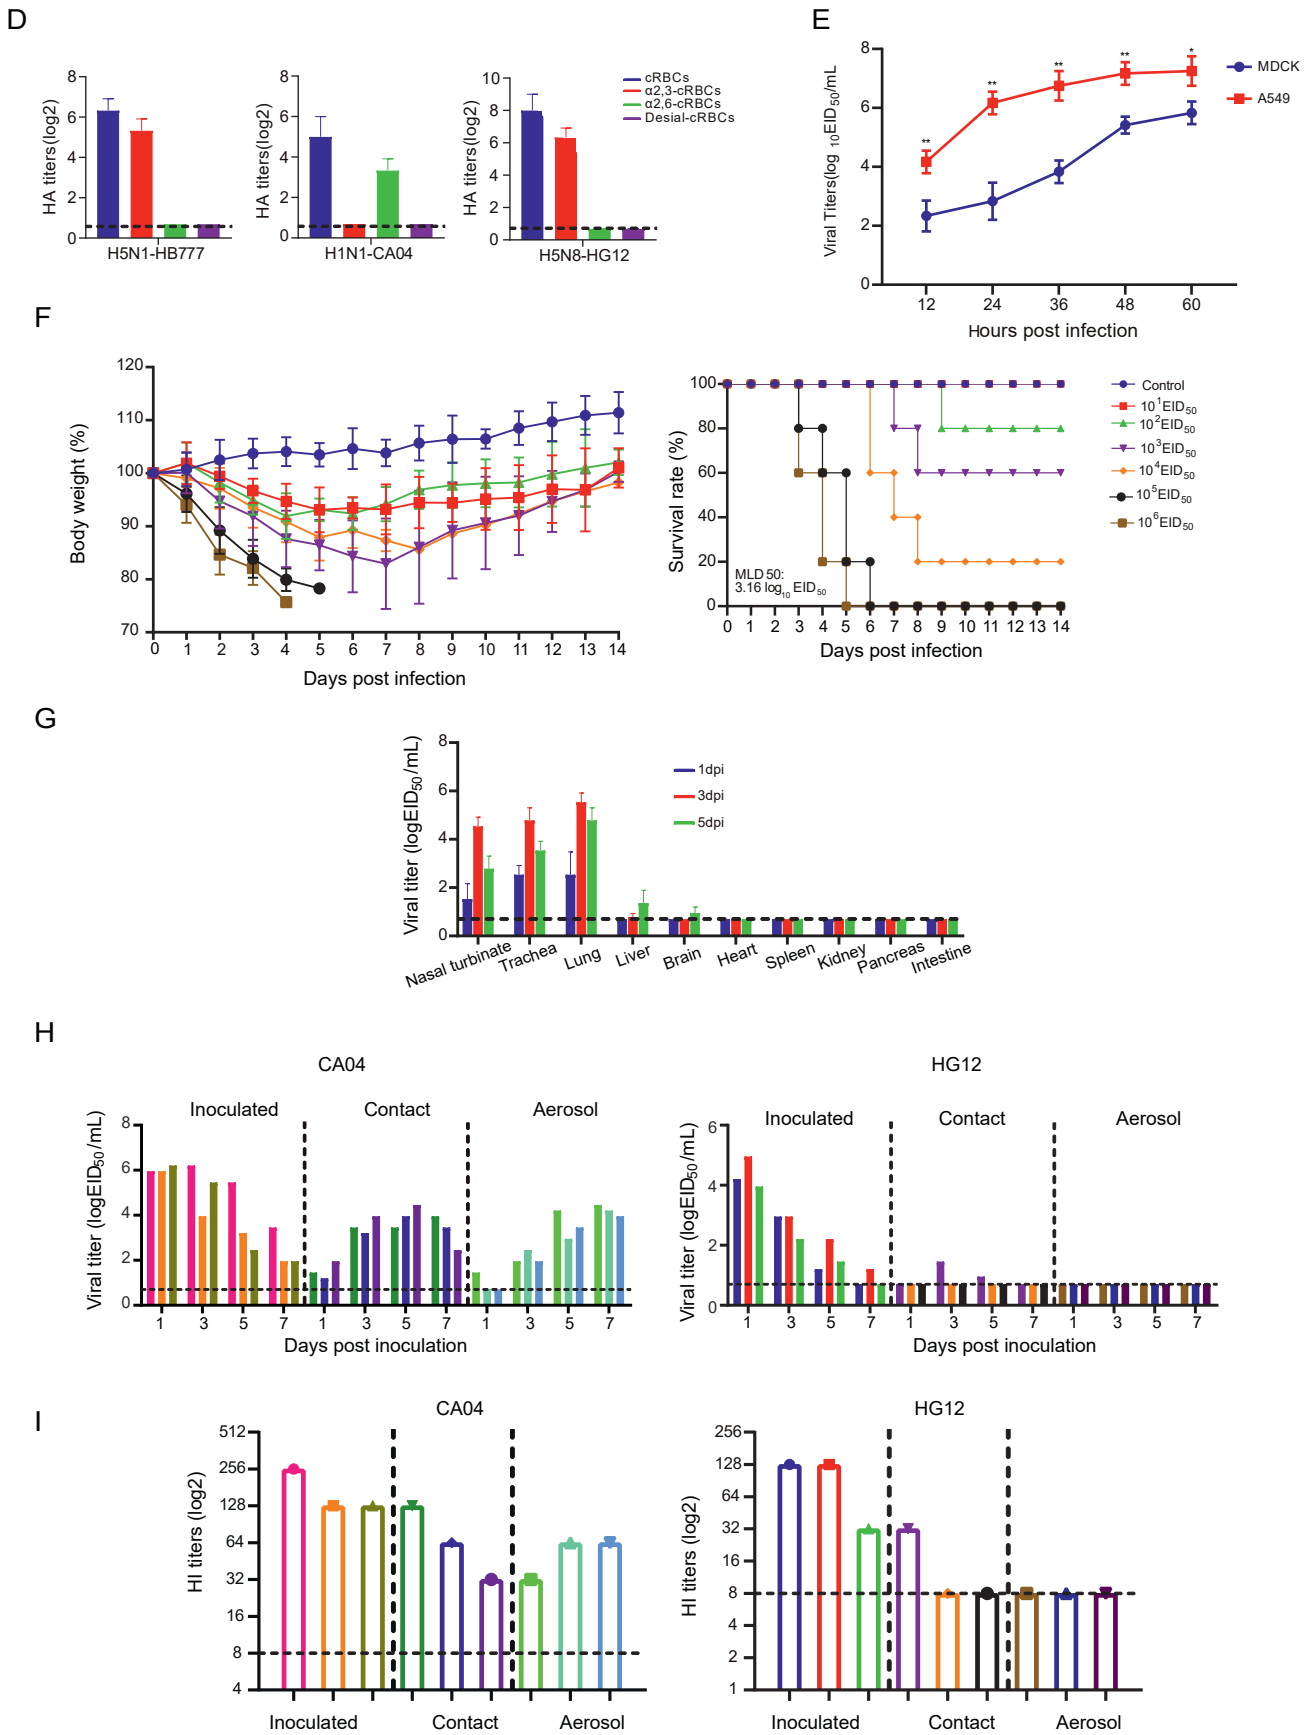 D
HA titers(log2)
8
6
4
2
0
H5N1-HB777
HA titers(log2)
8
6
4
2
0
H1N1-CA04
HA titers(log2)
10
8
6
4
2
0
H5N8-HG12
cRBCs
α2,3-cRBCs
α2,6-cRBCs
Desial-cRBCs
E
Viral Titers(log 10EID50/mL
8
6
4
2
0
** ** ** ** *
12 24 36 48 60
Hours post infection
MDCK
A549
F
Body weight (%)
120
110
100
90
80
70
0 1 2 3 4 5 6 7 8 9 10 11 12 13 14
Days post infection
Survival rate (%)
100
80
60
40
20
0
MLD 50:
3.16 log10 EID50
0 1 2 3 4 5 6 7 8 9 10 11 12 13 14
Days post infection
Control
10^1EID50
10^2EID50
10^3EID50
10^4EID50
10^5EID50
10^6EID50
G
Viral titer (logEID50/mL)
8
6
4
2
0
1dpi
3dpi
5dpi
Nasal turbinate Trachea Lung Liver Brain Heart Spleen Kidney Pancreas Intestine
H
CA04
Inoculated Contact Aerosol
Viral titer (logEID50/mL)
8
6
4
2
0
1 3 5 7 1 3 5 7 1 3 5 7
Days post inoculation
HG12
Inoculated Contact Aerosol
Viral titer (logEID50/mL)
6
4
2
0
1 3 5 7 1 3 5 7 1 3 5 7
Days post inoculation
I
CA04
HI titers (log2)
512
256
128
64
32
16
8
4
Inoculated Contact Aerosol
HG12
HI titers (log2)
256
128
64
32
16
8
4
2
1
Inoculated Contact Aerosol